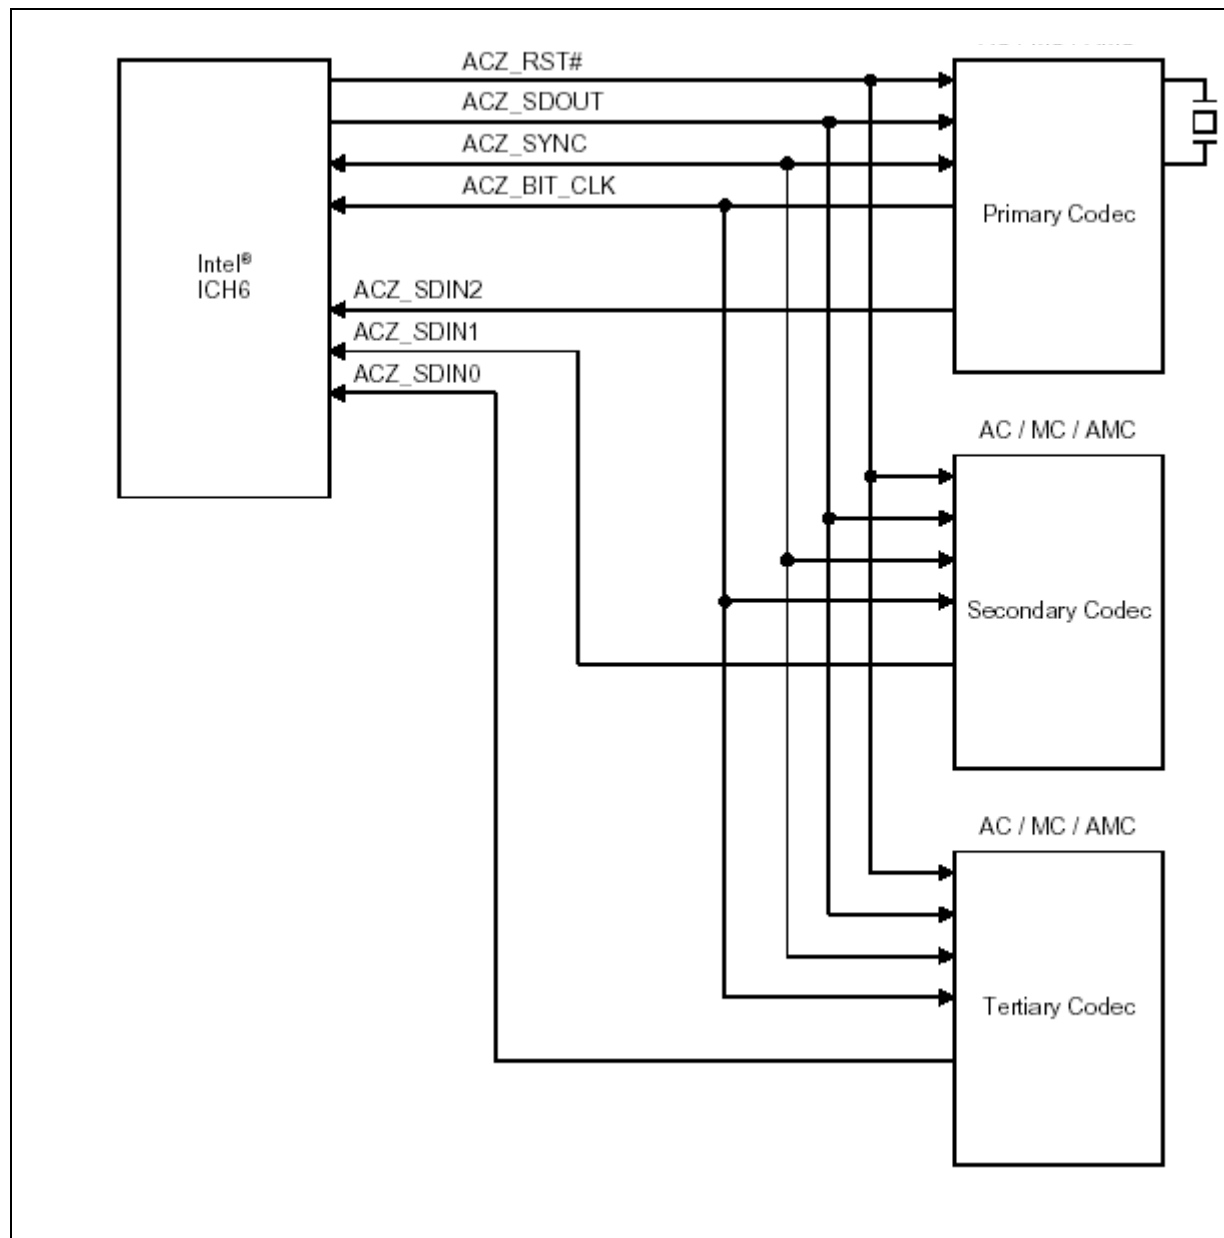 ACZ_RST#
ACZ_SDOUT
ACZ_SYNC
ACZ_BIT_CLK
Primary Codec
Intel®
ICH6
ACZ_SDIN2
ACZ_SDIN1
ACZ_SDIN0
AC / MC / AMC
Secondary Codec
AC / MC / AMC
Tertiary Codec